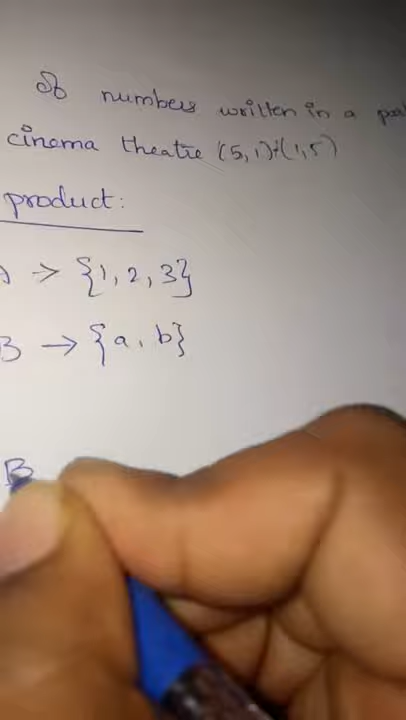 of numbers written in a
cinema theatre (5,1)≠(1,5)
product:
A → {1, 2, 3}
B → {a, b}
B